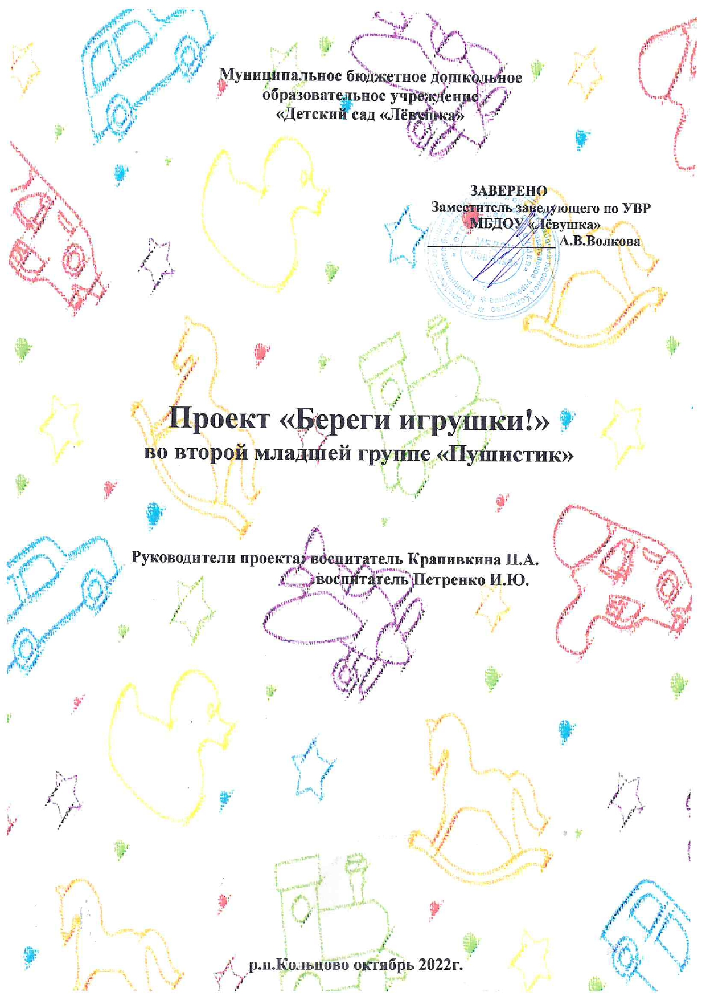 Муниципальное бюджетное дошкольное
образовательное учреждение
«Детский сад «Лёвушка»
ЗАВЕРЕНО
Заместитель заведующего по УВР
МБДОУ «Лёвушка»
А.В.Волкова
Проект «Береги игрушки!»
во второй младшей группе «Пушистик»
Руководители проекта: воспитатель Крапивкина Н.А.
воспитатель Петренко И.Ю.
р.п.Кольцово октябрь 2022г.